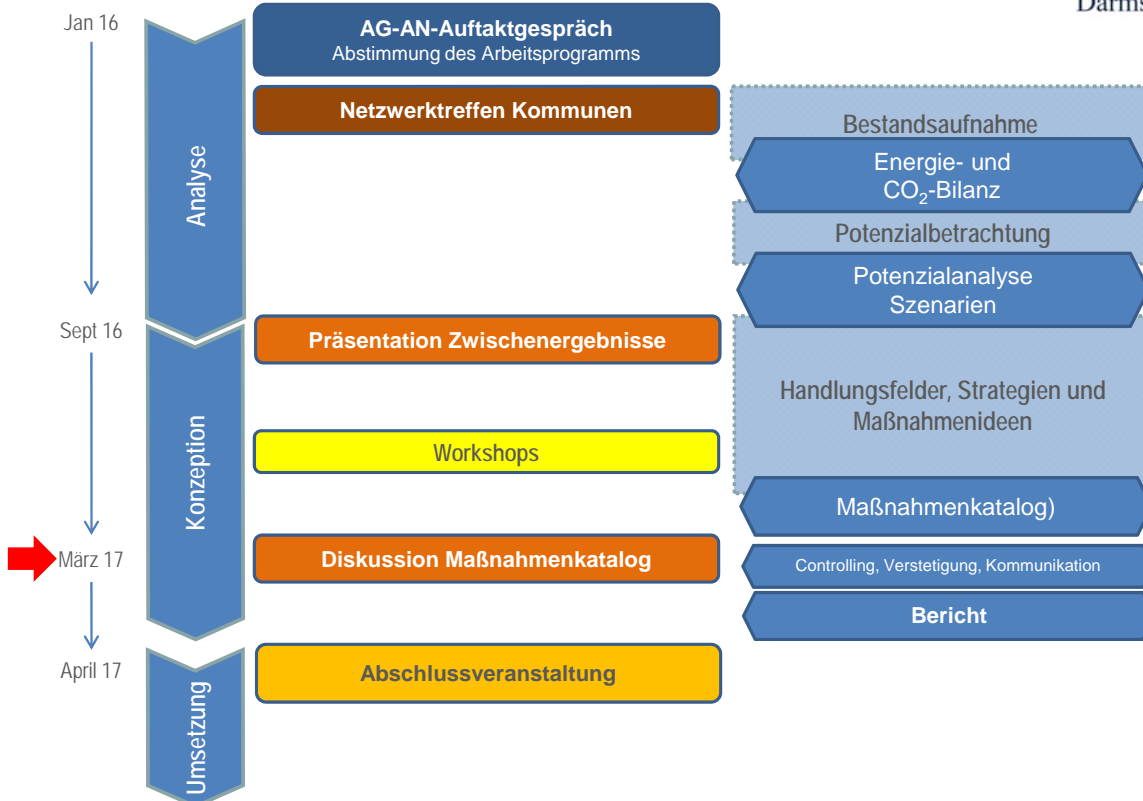 Darms
Jan 16
AG-AN-Auftaktgespräch
Abstimmung des Arbeitsprogramms
Netzwerktreffen Kommunen
Bestandsaufnahme
Energie- und
CO₂-Bilanz
Analyse
Potenzialbetrachtung
Potenzialanalyse
Szenarien
Sept 16
Präsentation Zwischenergebnisse
Handlungsfelder, Strategien und
Maßnahmenideen
Konzeption
Workshops
Maßnahmenkatalog)
März 17
Diskussion Maßnahmenkatalog
Controlling, Verstetigung, Kommunikation
Bericht
April 17
Abschlussveranstaltung
Umsetzung